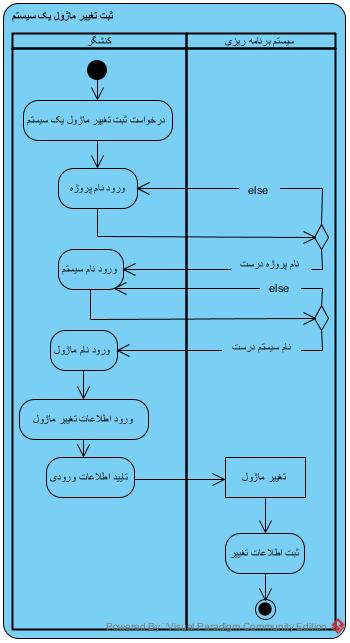 ثبت تغییر ماژول یک سیستم
کنشگر
سیستم برنامه ریزی
درخواست ثبت تغییر ماژول یک سیستم
ورود نام پروژه
else
نام پروژه درست
ورود نام سیستم
else
نام سیستم درست
ورود نام ماژول
ورود اطلاعات تغییر ماژول
تایید اطلاعات ورودی
تغییر ماژول
ثبت اطلاعات تغییر
Powered By Visual Paradigm Community Edition